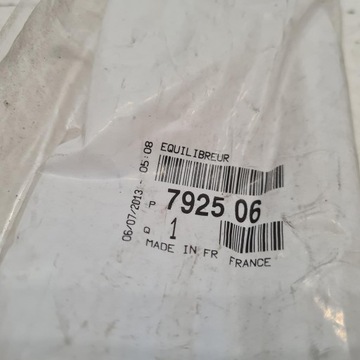 EQUILIBREUR
P 7925 06
Q 1
MADE IN FR FRANCE
06/07/2013 - 05:08